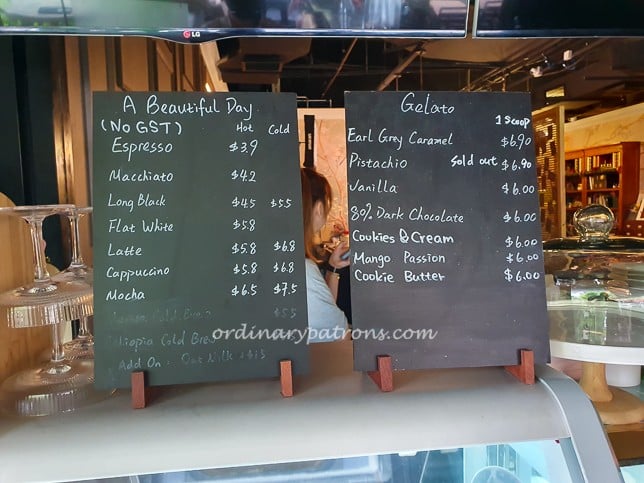 LG
A Beautiful Day
(No GST) Hot Cold
Espresso $3.9
Macchiato $4.2
Long Black $4.5 $5.5
Flat White $5.8
Latte $5.8 $6.8
Cappuccino $5.8 $6.8
Mocha $6.5 $7.5
Cold Brew $5.5
Ethiopia Cold Brew
Add On: Oat Milk + $1.5
Gelato
1 Scoop
Earl Grey Caramel $6.90
Pistachio Sold out $6.90
Vanilla $6.00
80% Dark Chocolate $6.00
Cookies & Cream $6.00
Mango Passion $6.00
Cookie Butter $6.00
ordinarypatrons.com